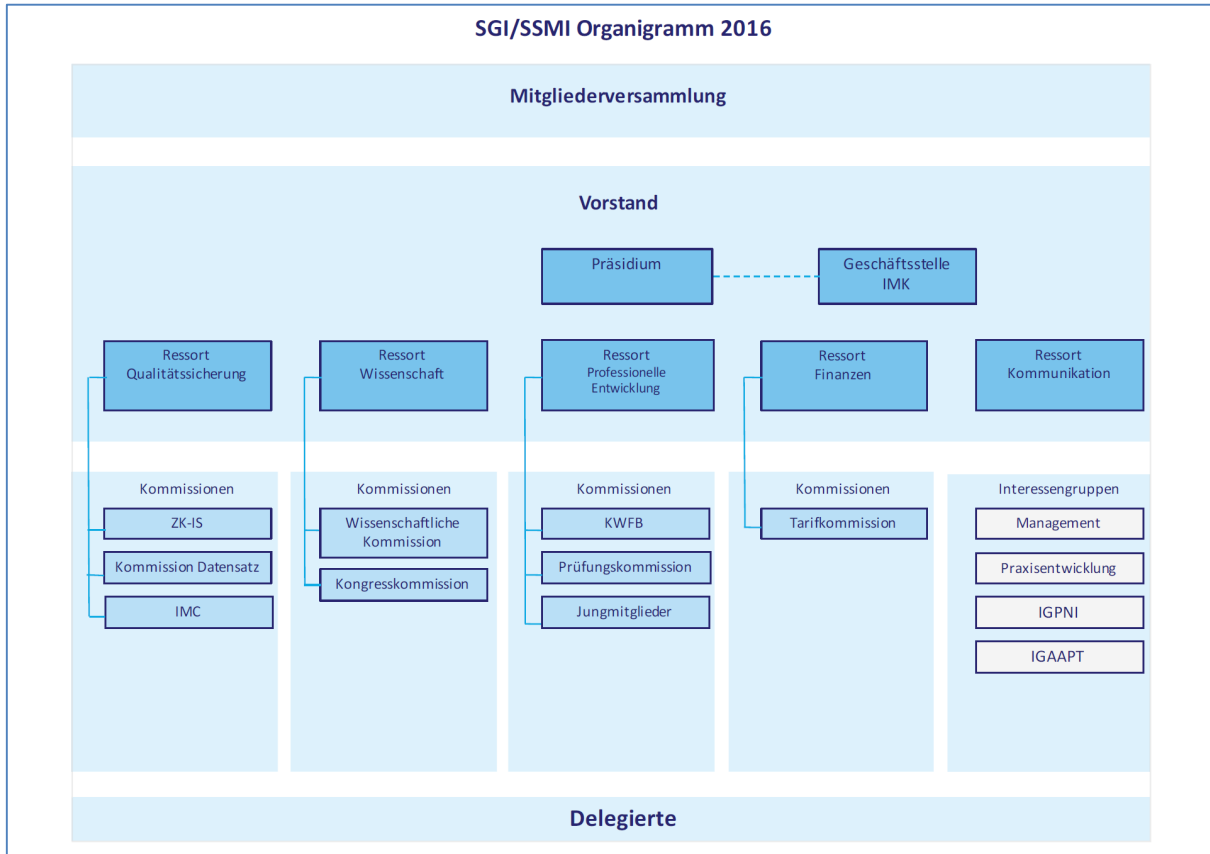 SGI/SSMI Organigramm 2016
Mitgliederversammlung
Vorstand
Präsidium
Geschäftsstelle
IMK
Ressort
Qualitätssicherung
Ressort
Wissenschaft
Ressort
Professionelle
Entwicklung
Ressort
Finanzen
Ressort
Kommunikation
Kommissionen
ZK-IS
Kommission Datensatz
IMC
Kommissionen
Wissenschaftliche
Kommission
Kongresskommission
Kommissionen
KWFB
Prüfungskommission
Jungmitglieder
Kommissionen
Tarifkommission
Interessengruppen
Management
Praxisentwicklung
IGPNI
IGAAPT
Delegierte